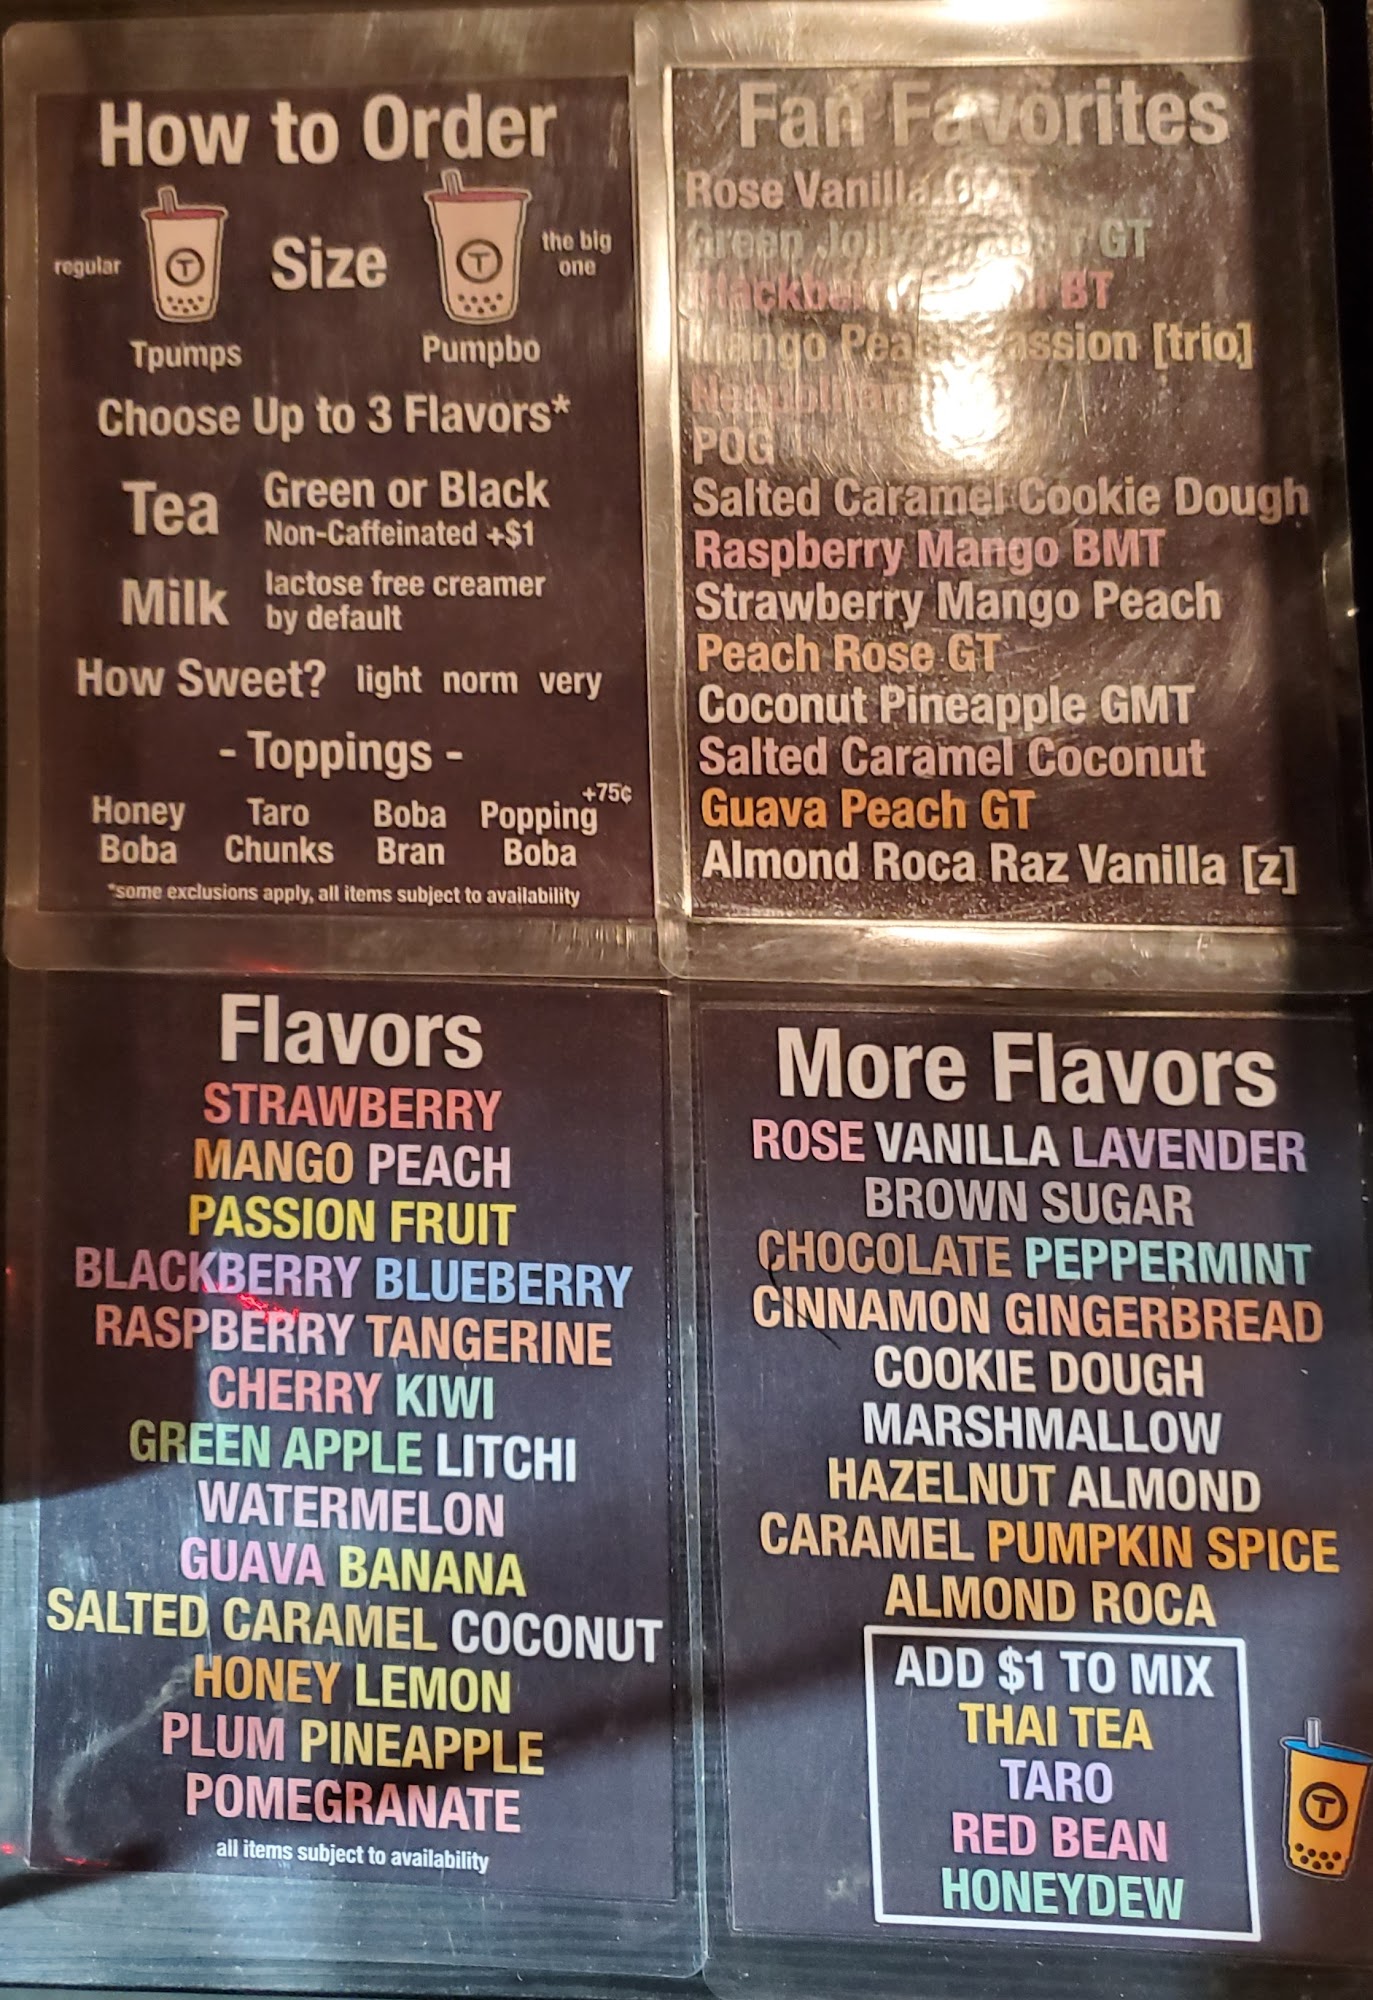 How to Order
regular
Size
the big
one
Tpumps
Pumpbo
Choose Up to 3 Flavors*
Tea
Green or Black
Non-Caffeinated +$1
Milk
lactose free creamer
by default
How Sweet? light norm very
- Toppings -
+75¢
Honey Taro Boba Popping
Boba Chunks Bran Boba
*some exclusions apply, all items subject to availability
Fan Favorites
Rose Vanilla
Green Jolly GT
BT
Mango Peach Passion [trio]
POG
Salted Caramel Cookie Dough
Raspberry Mango BMT
Strawberry Mango Peach
Peach Rose GT
Coconut Pineapple GMT
Salted Caramel Coconut
Guava Peach GT
Almond Roca Raz Vanilla [z]
Flavors
STRAWBERRY
MANGO PEACH
PASSION FRUIT
BLACKBERRY BLUEBERRY
RASPBERRY TANGERINE
CHERRY KIWI
GREEN APPLE LITCHI
WATERMELON
GUAVA BANANA
SALTED CARAMEL COCONUT
HONEY LEMON
PLUM PINEAPPLE
POMEGRANATE
all items subject to availability
More Flavors
ROSE VANILLA LAVENDER
BROWN SUGAR
CHOCOLATE PEPPERMINT
CINNAMON GINGERBREAD
COOKIE DOUGH
MARSHMALLOW
HAZELNUT ALMOND
CARAMEL PUMPKIN SPICE
ALMOND ROCA
ADD $1 TO MIX
THAI TEA
TARO
RED BEAN
HONEYDEW